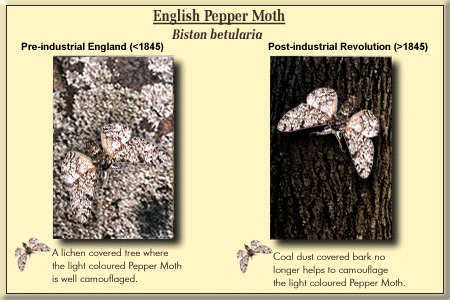 English Pepper Moth
Biston betularia
Pre-industrial England (<1845)
Post-industrial Revolution (>1845)
A lichen covered tree where
the light coloured Pepper Moth
is well camouflaged.
Coal dust covered bark no
longer helps to camouflage
the light coloured Pepper Moth.